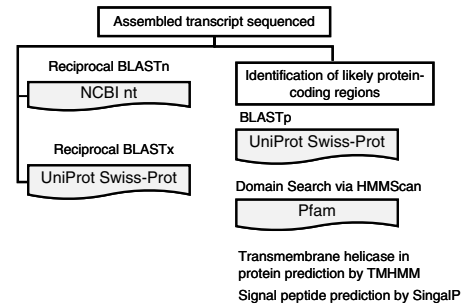 Assembled transcript sequenced
Reciprocal BLASTn
NCBI nt
Reciprocal BLASTx
UniProt Swiss-Prot
Identification of likely protein-
coding regions
BLASTp
UniProt Swiss-Prot
Domain Search via HMMScan
Pfam
Transmembrane helicase in
protein prediction by TMHMM
Signal peptide prediction by SingalP